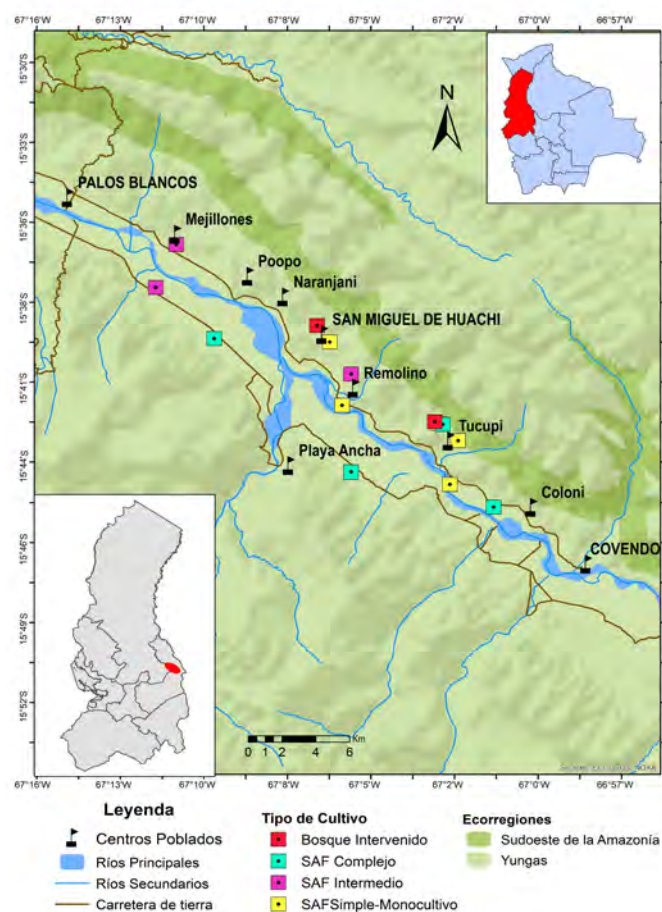 67°16'W 67°13'W 67°10'W 67°8'W 67°5'W 67°2'W 67°0'W 66°57'W
15°30'S
15°33'S
15°36'S
15°38'S
15°41'S
15°44'S
15°46'S
15°49'S
15°52'S
N
PALOS BLANCOS
Mejillones
Poopo
Naranjani
SAN MIGUEL DE HUACHI
Remolino
Tucupi
Playa Ancha
Coloni
COVENDO
0 1 2 4 6
Km
67°16'W 67°13'W 67°10'W 67°8'W 67°5'W 67°2'W 67°0'W 66°57'W
Leyenda
Centros Poblados
Ríos Principales
Ríos Secundarios
Carretera de tierra
Tipo de Cultivo
Bosque Intervenido
SAF Complejo
SAF Intermedio
SAFSimple-Monocultivo
Ecorregiones
Sudoeste de la Amazonía
Yungas